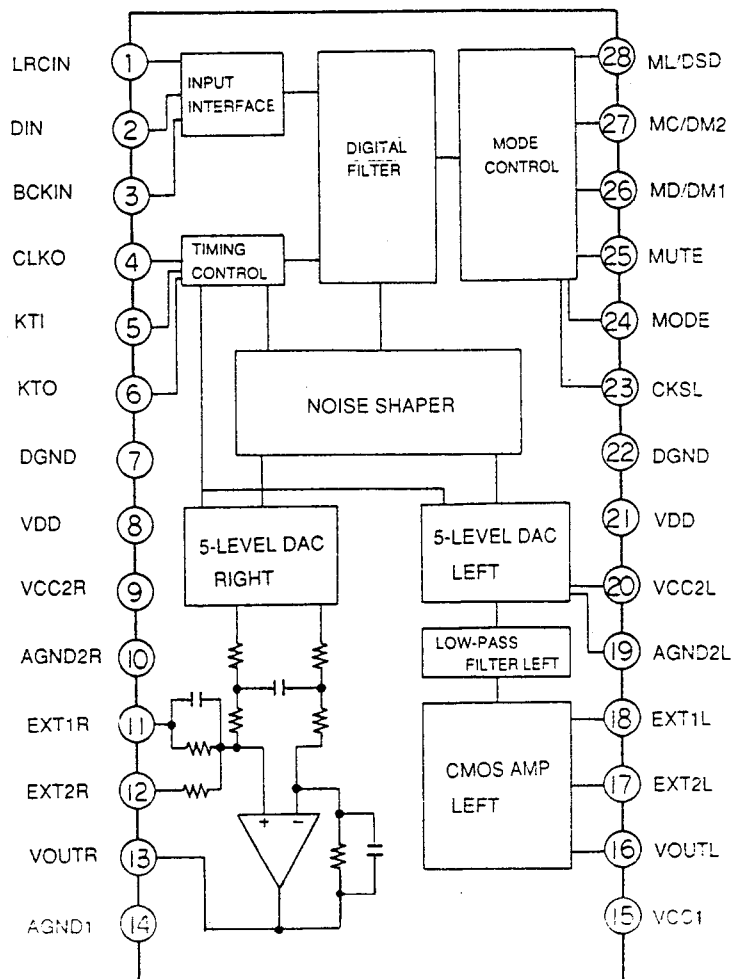 1
LRCIN
2
DIN
3
BCKIN
4
CLKO
5
KTI
6
KTO
7
DGND
8
VDD
9
VCC2R
10
AGND2R
11
EXT1R
12
EXT2R
13
VOUTR
14
AGND1
INPUT
INTERFACE
DIGITAL
FILTER
MODE
CONTROL
TIMING
CONTROL
NOISE SHAPER
5-LEVEL DAC
RIGHT
5-LEVEL DAC
LEFT
LOW-PASS
FILTER LEFT
CMOS AMP
LEFT
+ −
28
ML/DSD
27
MC/DM2
26
MD/DM1
25
MUTE
24
MODE
23
CKSL
22
DGND
21
VDD
20
VCC2L
19
AGND2L
18
EXT1L
17
EXT2L
16
VOUTL
15
VCC1